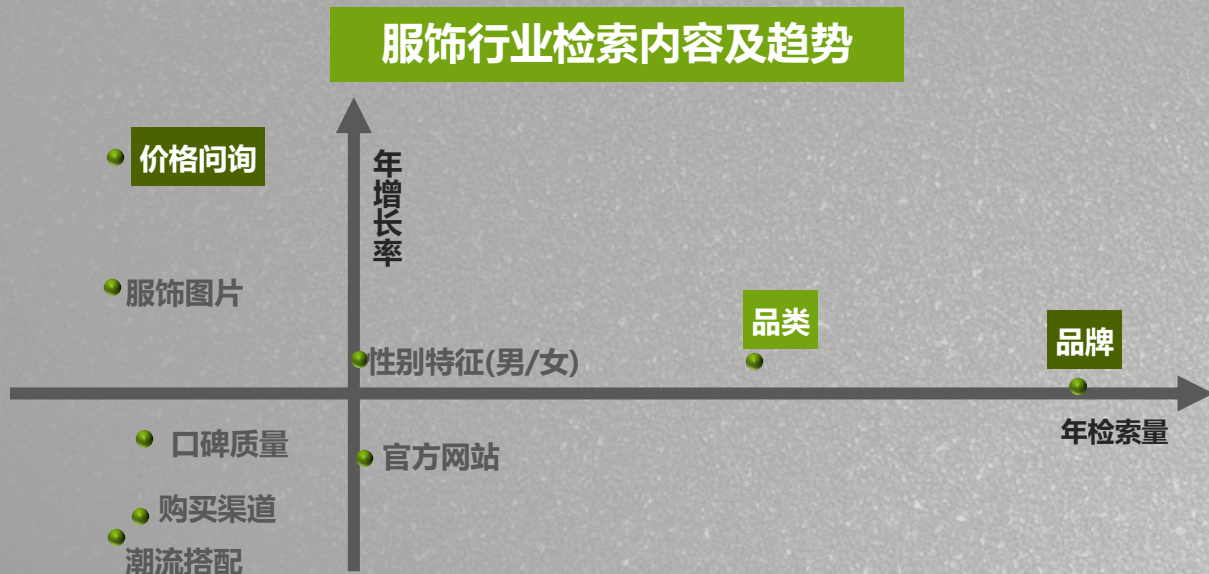 服饰行业检索内容及趋势
价格问询
年增长率
服饰图片
品类
品牌
性别特征(男/女)
年检索量
口碑质量
官方网站
购买渠道
潮流搭配